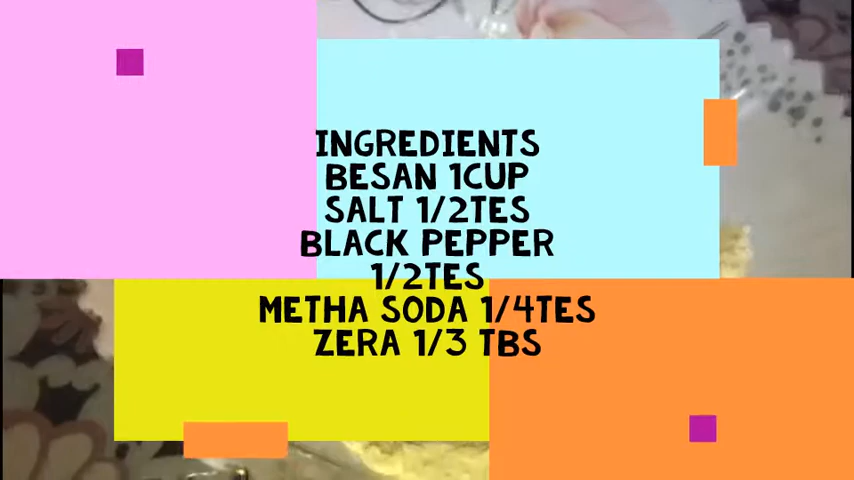 INGREDIENTS
BESAN 1CUP
SALT 1/2TES
BLACK PEPPER
1/2TES
METHA SODA 1/4TES
ZERA 1/3 TBS